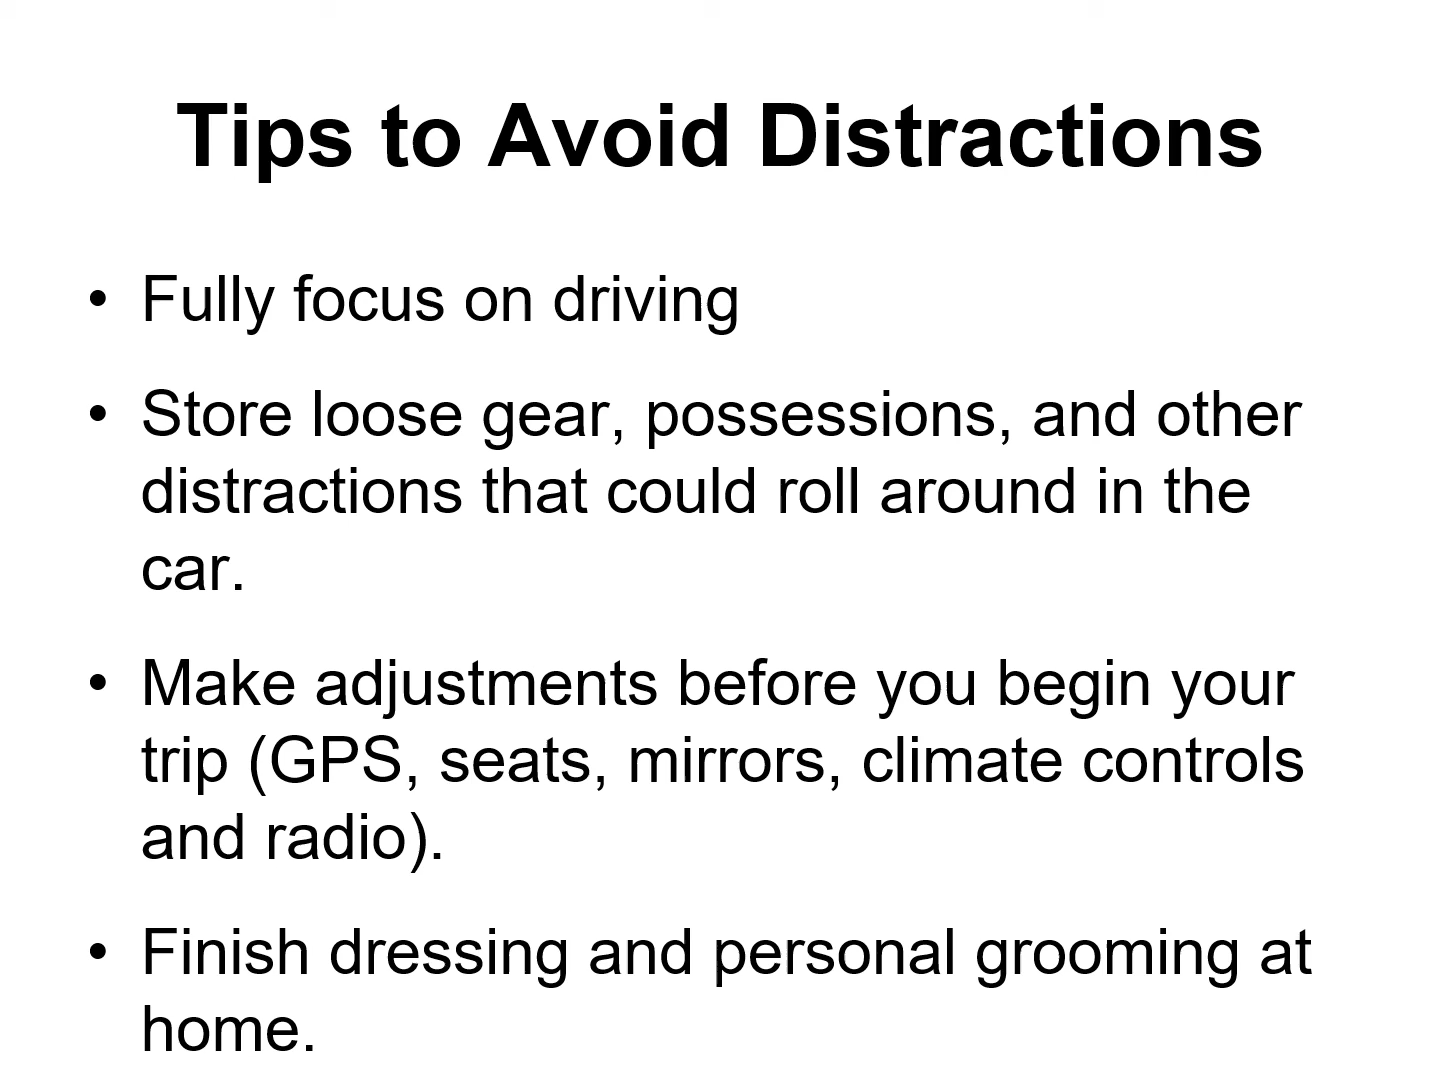 Tips to Avoid Distractions
• Fully focus on driving
• Store loose gear, possessions, and other
distractions that could roll around in the
car.
• Make adjustments before you begin your
trip (GPS, seats, mirrors, climate controls
and radio).
• Finish dressing and personal grooming at
home.